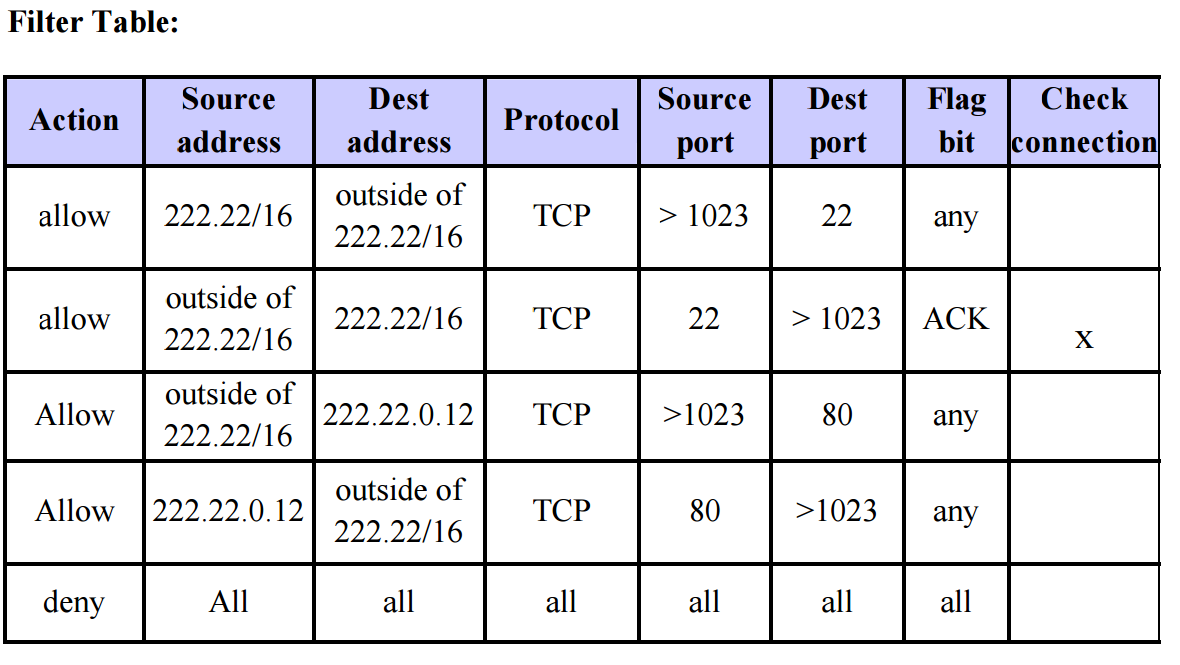 Filter Table:
Action Source address Dest address Protocol Source port Dest port Flag bit Check connection
allow 222.22/16 outside of 222.22/16 TCP > 1023 22 any
allow outside of 222.22/16 222.22/16 TCP 22 > 1023 ACK x
Allow outside of 222.22/16 222.22.0.12 TCP >1023 80 any
Allow 222.22.0.12 outside of 222.22/16 TCP 80 >1023 any
deny All all all all all all